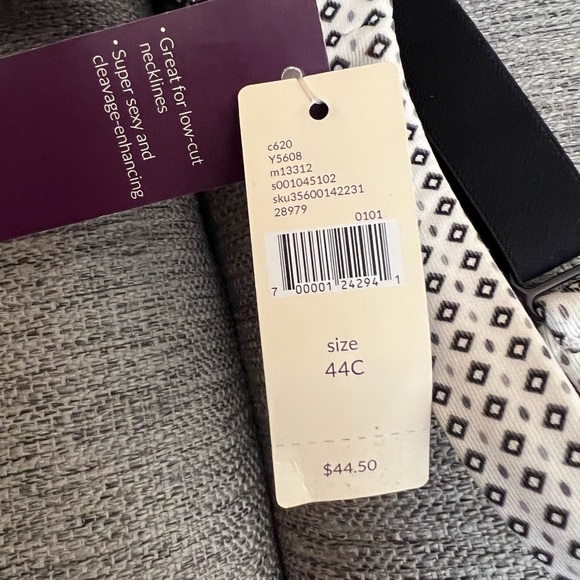 • Great for low-cut
necklines
• Super sexy and
cleavage-enhancing
c620
Y5608
m13312
s001045102
sku35600142231
28979
0101
7 00001 24294 1
size
44C
$44.50